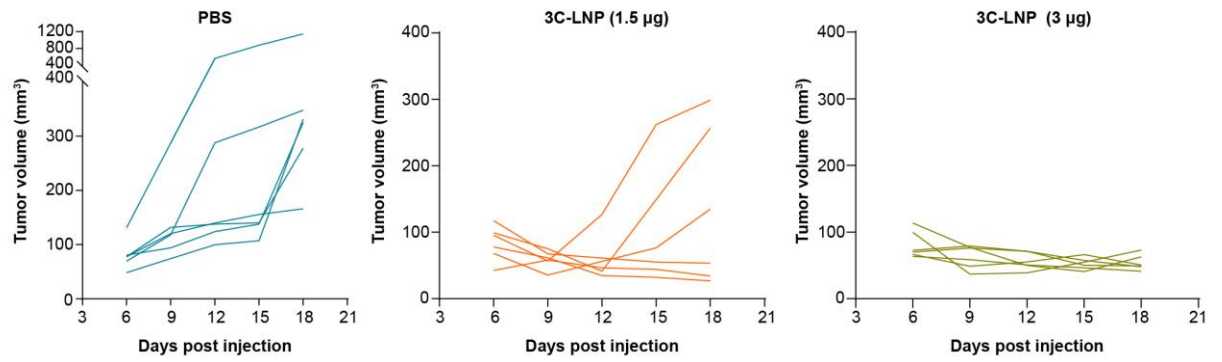 PBS
1200
800
400
400
300
200
100
0
Tumor volume (mm³)
3 6 9 12 15 18 21
Days post injection
3C-LNP (1.5 µg)
400
300
200
100
0
Tumor volume (mm³)
3 6 9 12 15 18 21
Days post injection
3C-LNP (3 µg)
400
300
200
100
0
Tumor volume (mm³)
3 6 9 12 15 18 21
Days post injection